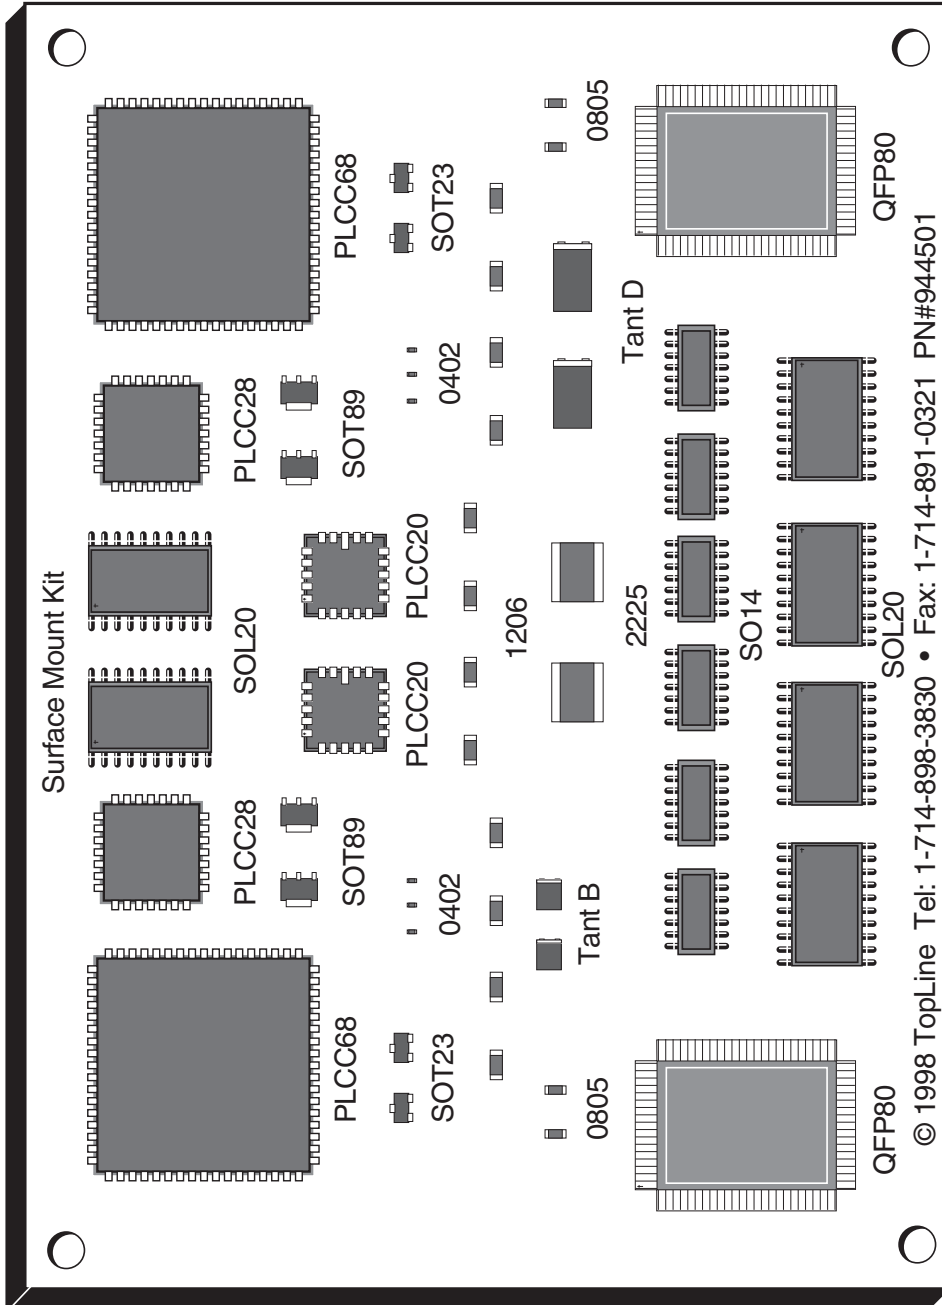 Surface Mount Kit
PLCC28 SOL20 PLCC28
PLCC68 SOT89 SOT89 PLCC68
PLCC20 PLCC20
SOT23 0402 0402 SOT23
1206
0805 Tant B 0805
2225 Tant D
SO14
QFP80 SOL20 QFP80
© 1998 TopLine Tel: 1-714-898-3830 • Fax: 1-714-891-0321 PN#944501